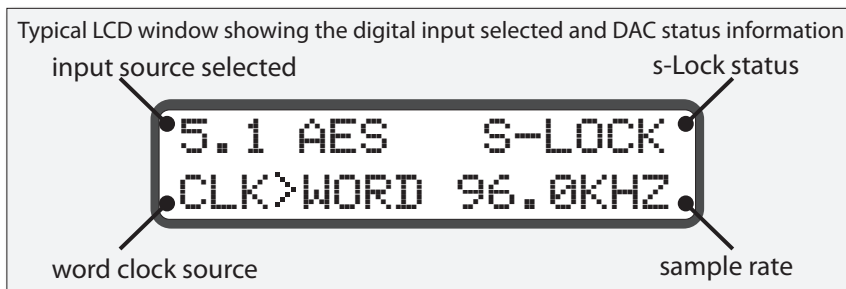 Typical LCD window showing the digital input selected and DAC status information
input source selected s-Lock status
5.1 AES S-LOCK
CLK>WORD 96.0KHZ
word clock source sample rate